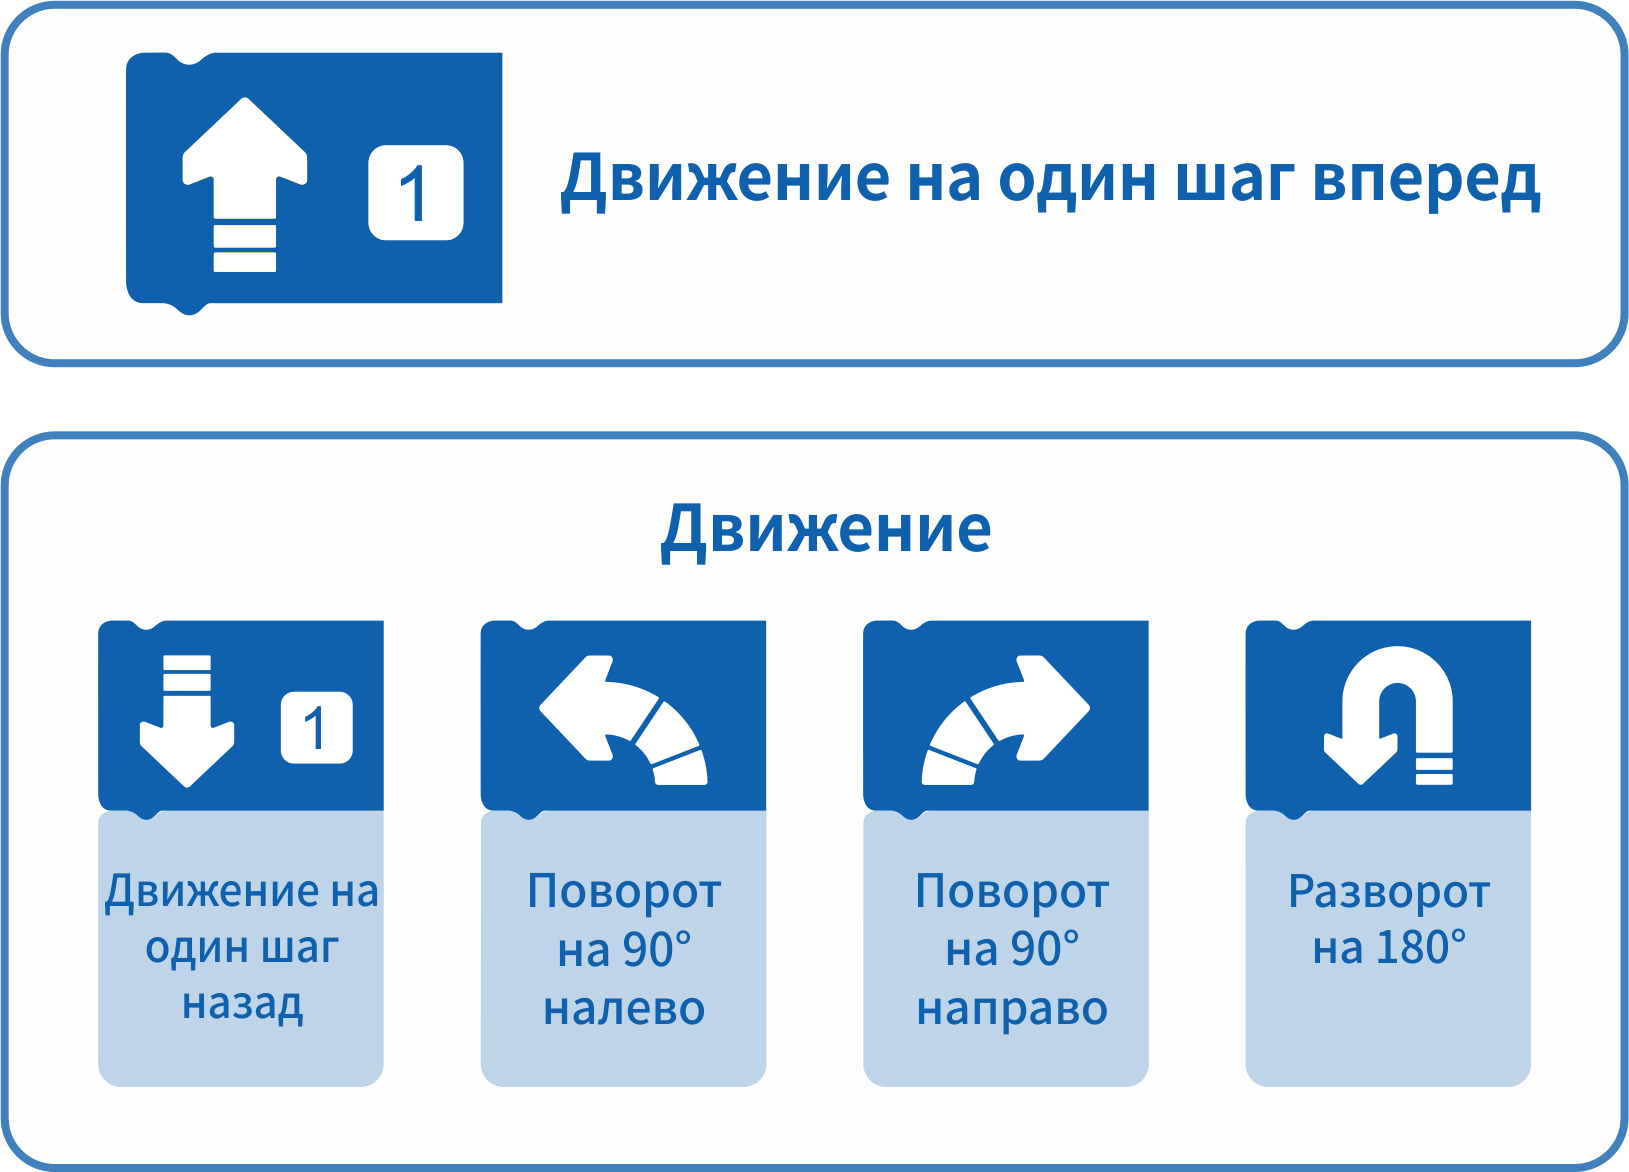 1
Движение на один шаг вперед
Движение
1
Движение на
один шаг
назад
Поворот
на 90°
налево
Поворот
на 90°
направо
Разворот
на 180°